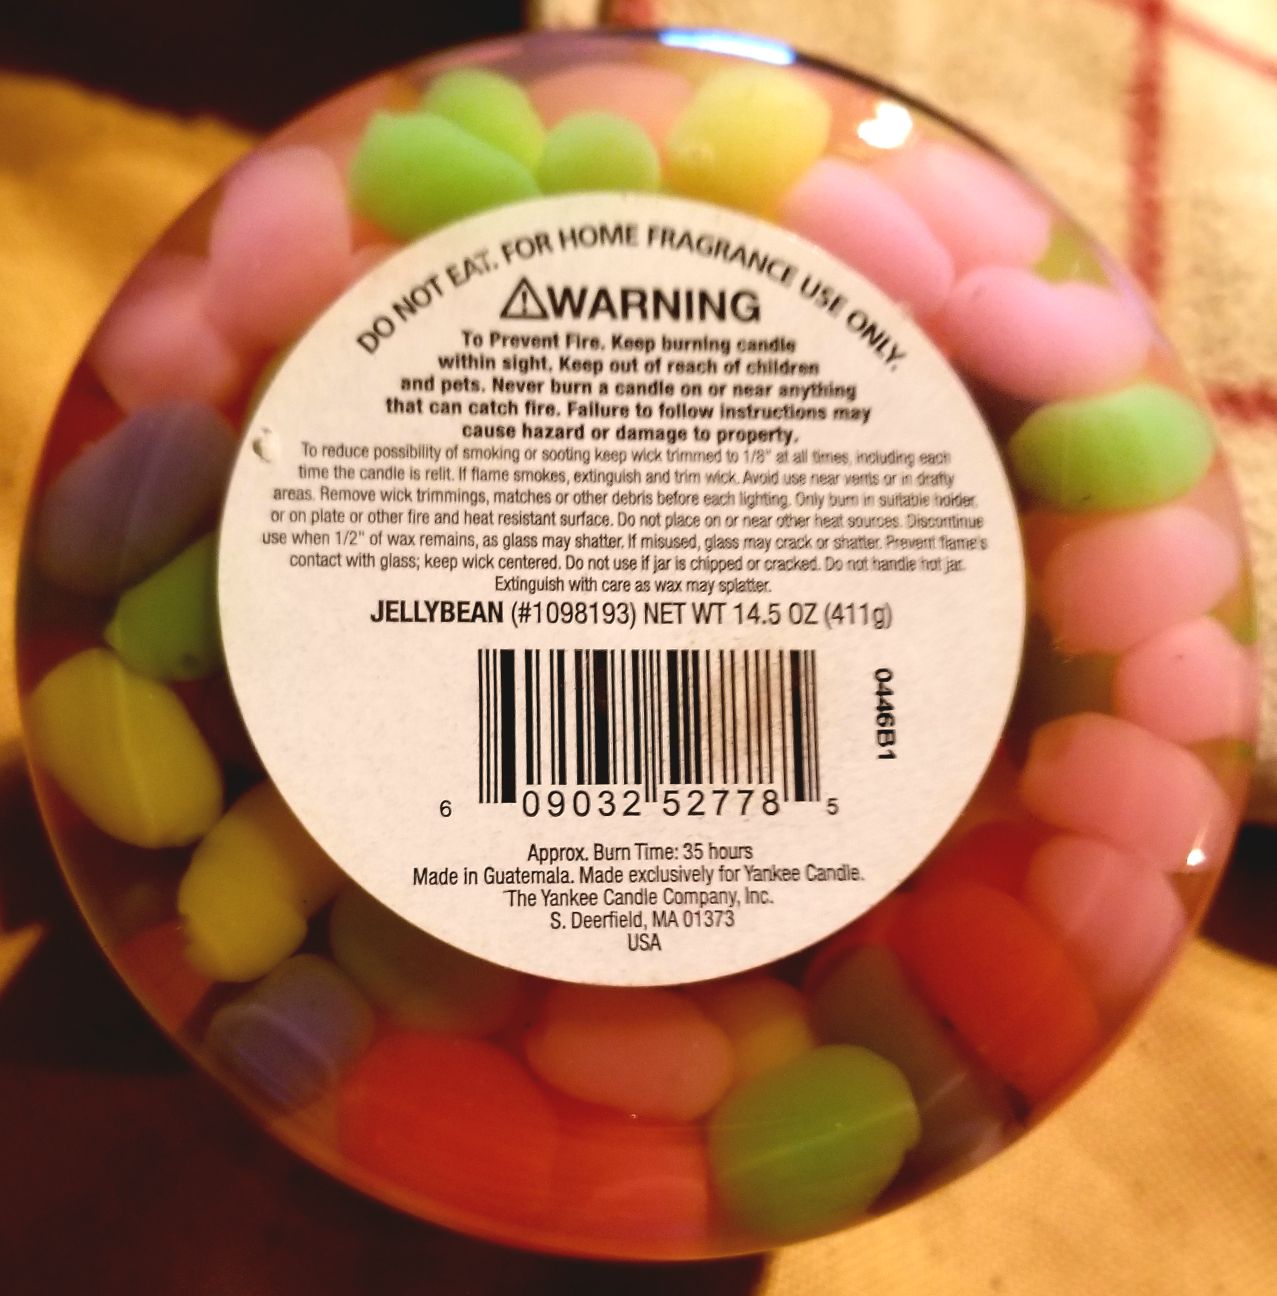 DO NOT EAT. FOR HOME FRAGRANCE USE ONLY.
⚠WARNING
To Prevent Fire. Keep burning candle
within sight. Keep out of reach of children
and pets. Never burn a candle on or near anything
that can catch fire. Failure to follow instructions may
cause hazard or damage to property.
To reduce possibility of smoking or sooting keep wick trimmed to 1/8" at all times, including each
time the candle is relit. If flame smokes, extinguish and trim wick. Avoid use near vents or in drafty
areas. Remove wick trimmings, matches or other debris before each lighting. Only burn in suitable holder,
or on plate or other fire and heat resistant surface. Do not place on or near other heat sources. Discontinue
use when 1/2" of wax remains, as glass may shatter. If misused, glass may crack or shatter. Prevent flame's
contact with glass; keep wick centered. Do not use if jar is chipped or cracked. Do not handle hot jar.
Extinguish with care as wax may splatter.
JELLYBEAN (#1098193) NET WT 14.5 OZ (411g)
0446B1
6 09032 52778 5
Approx. Burn Time: 35 hours
Made in Guatemala. Made exclusively for Yankee Candle.
The Yankee Candle Company, Inc.
S. Deerfield, MA 01373
USA